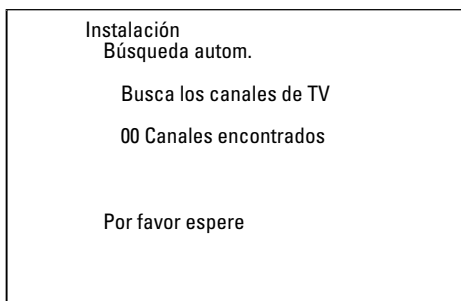 Instalación
Búsqueda autom.
Busca los canales de TV
00 Canales encontrados
Por favor espere